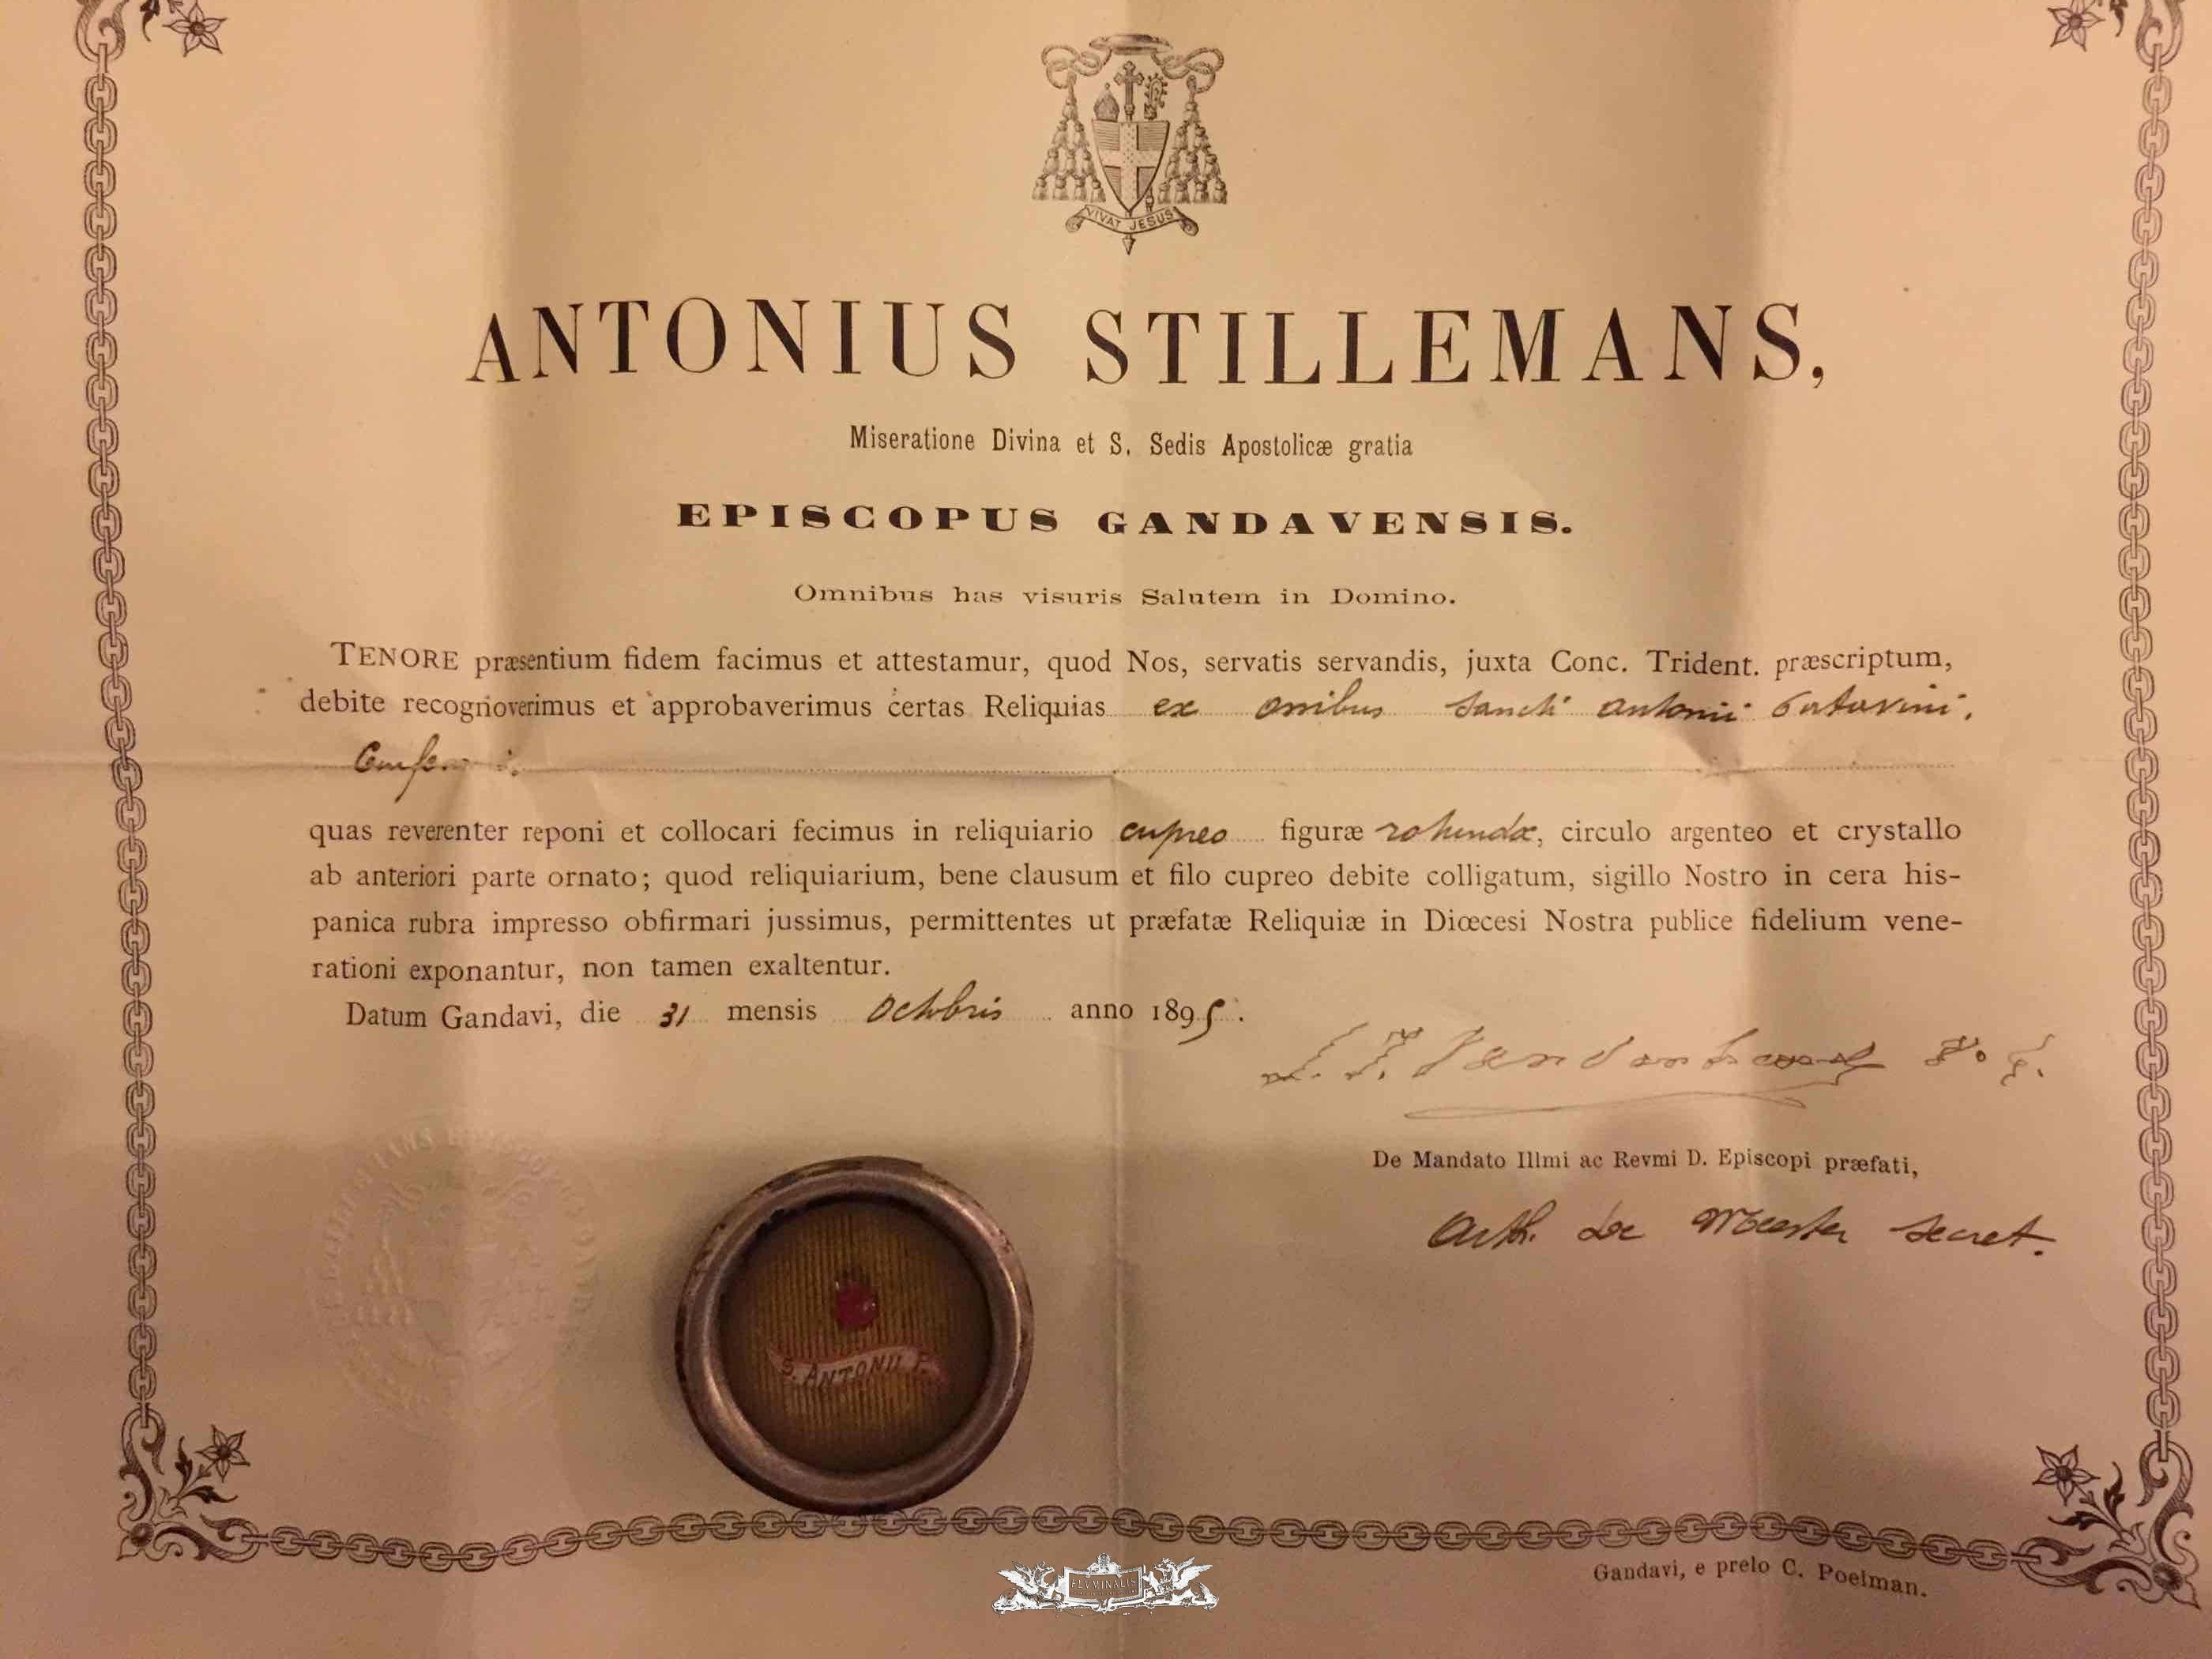 VIVAT JESUS
ANTONIUS STILLEMANS,
Miseratione Divina et S. Sedis Apostolicæ gratia
EPISCOPUS GANDAVENSIS.
Omnibus has visuris Salutem in Domino.
TENORE præsentium fidem facimus et attestamur, quod Nos, servatis servandis, juxta Conc. Trident. præscriptum,
debite recognoverimus et approbaverimus certas Reliquias ex ossibus Sancti Antonii Patavini,
quas reverenter reponi et collocari fecimus in reliquiario cupreo figuræ rotundæ, circulo argenteo et crystallo
ab anteriori parte ornato; quod reliquiarium, bene clausum et filo cupreo debite colligatum, sigillo Nostro in cera his-
panica rubra impresso obfirmari jussimus, permittentes ut præfatæ Reliquiæ in Diœcesi Nostra publice fidelium vene-
rationi exponantur, non tamen exaltentur.
Datum Gandavi, die 31 mensis Octobris anno 1895.
De Mandato Illmi ac Revmi D. Episcopi præfati,
Arth. De Meester secret.
S. ANTONII P.
Gandavi, e prelo C. Poelman.
FLVMINALIS